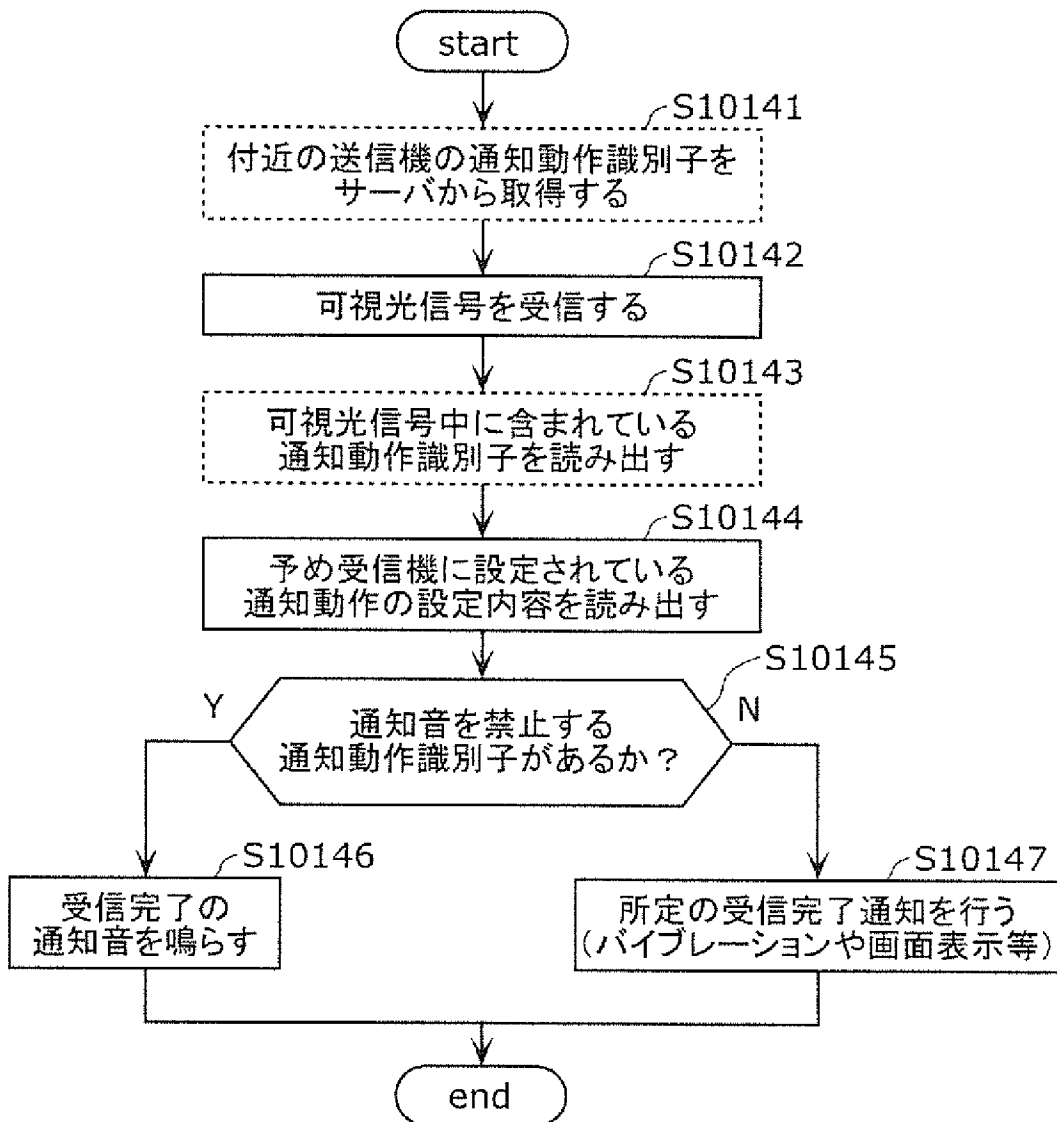 start
S10141
付近の送信機の通知動作識別子を
サーバから取得する
S10142
可視光信号を受信する
S10143
可視光信号中に含まれている
通知動作識別子を読み出す
S10144
予め受信機に設定されている
通知動作の設定内容を読み出す
S10145
Y
通知音を禁止する
通知動作識別子があるか？
N
S10146
受信完了の
通知音を鳴らす
S10147
所定の受信完了通知を行う
（バイブレーションや画面表示等）
end